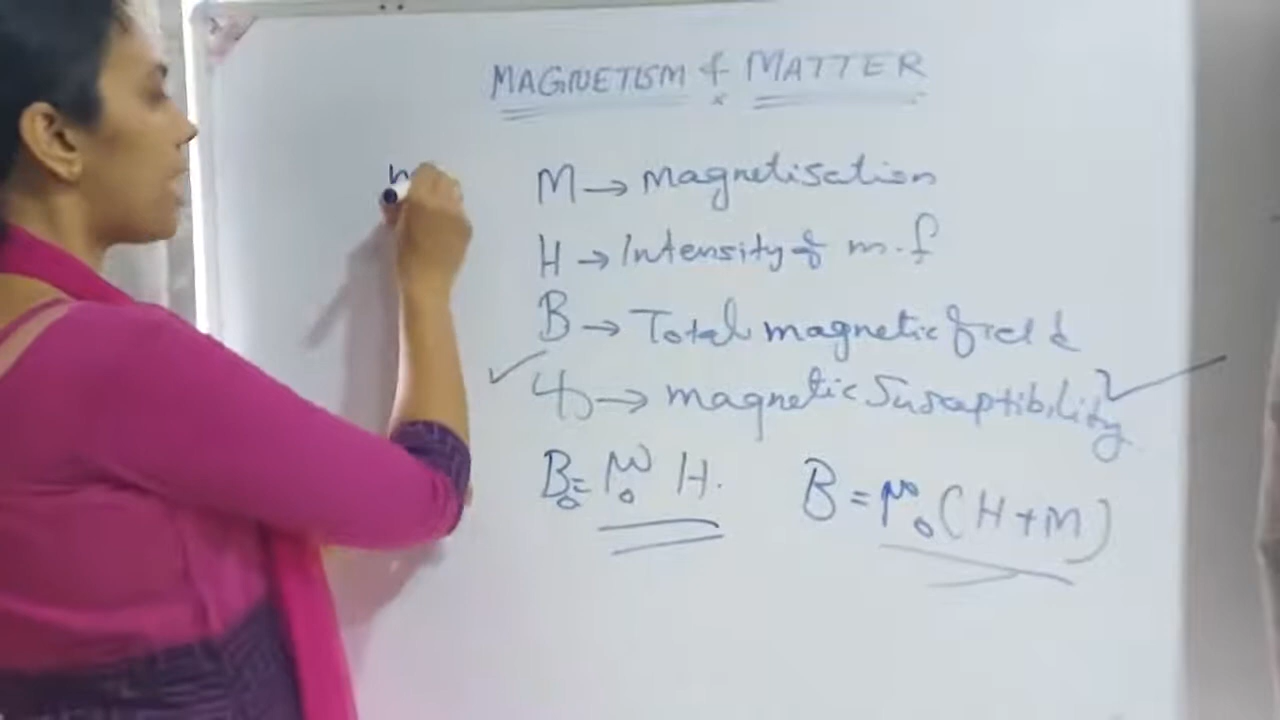 MAGNETISM & MATTER
M → Magnetisation
H → Intensity of m.f
B → Total magnetic field
→ magnetic Susceptibility
B₀ = μ₀ H. B = μ₀ (H + M)